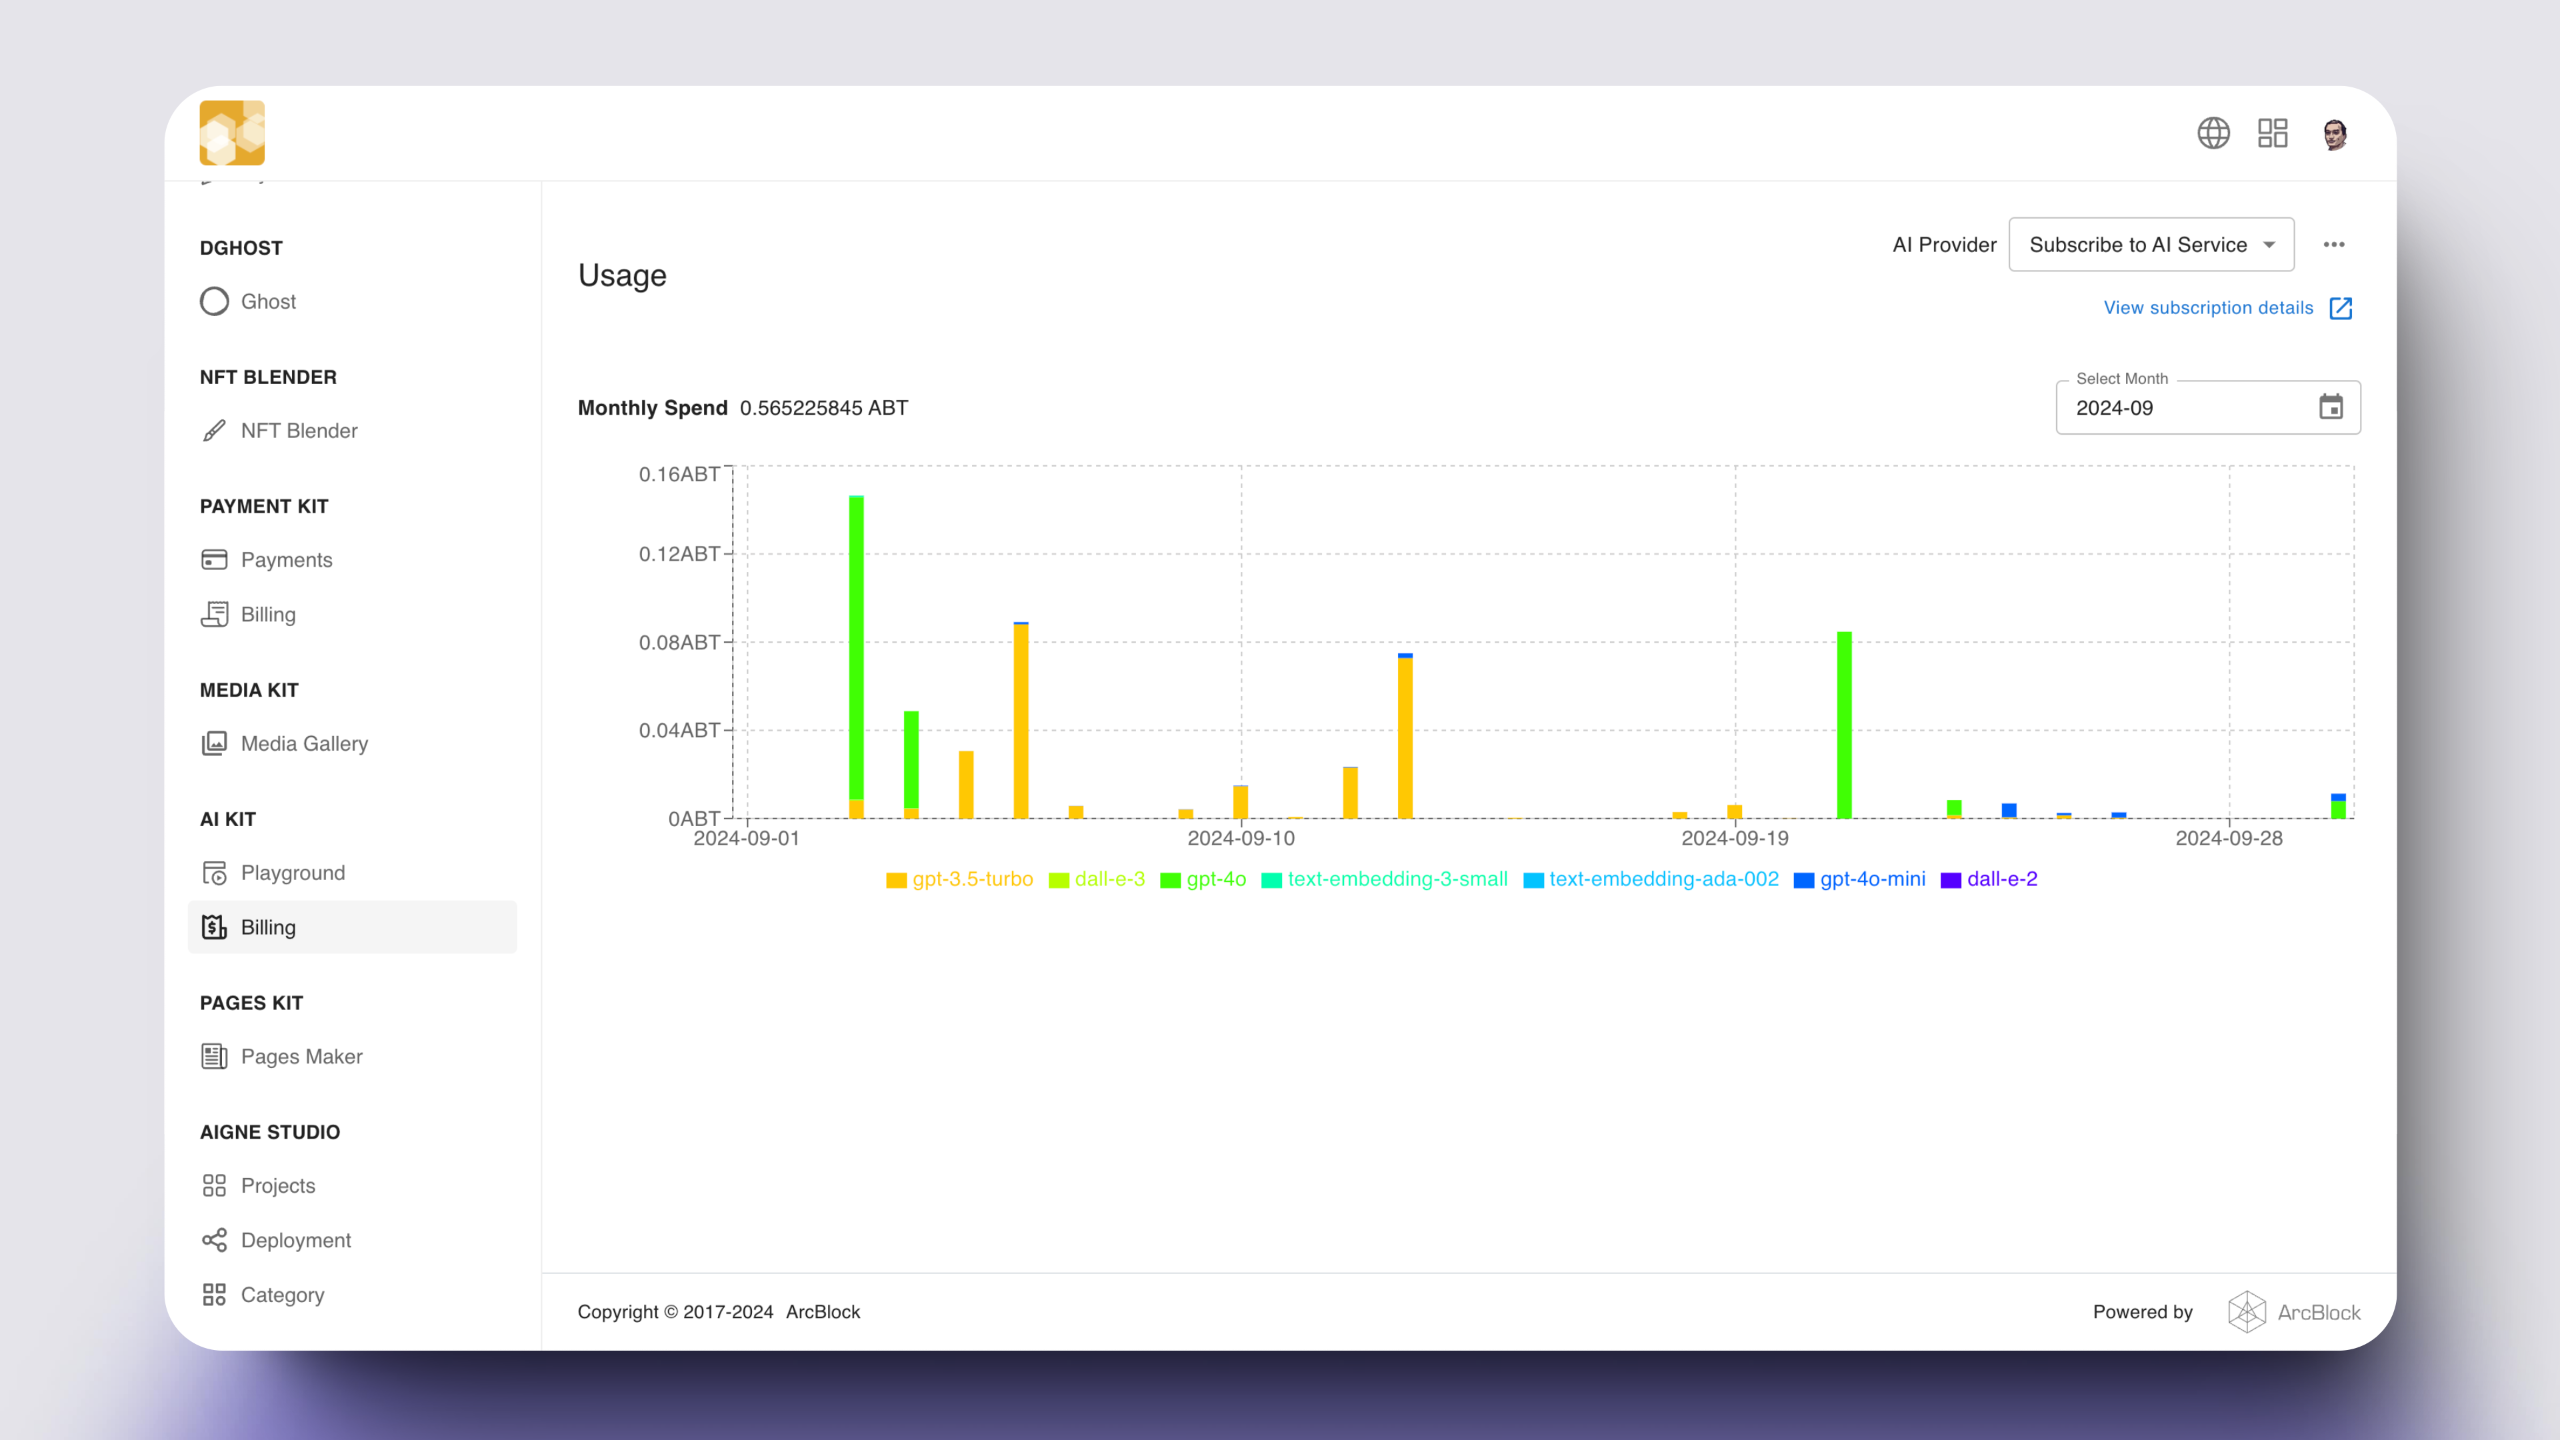 DGHOST
Ghost
NFT BLENDER
NFT Blender
PAYMENT KIT
Payments
Billing
MEDIA KIT
Media Gallery
AI KIT
Playground
Billing
PAGES KIT
Pages Maker
AIGNE STUDIO
Projects
Deployment
Category
Usage
AI Provider Subscribe to AI Service
View subscription details
Monthly Spend 0.565225845 ABT
Select Month
2024-09
0.16ABT
0.12ABT
0.08ABT
0.04ABT
0ABT
2024-09-01 2024-09-10 2024-09-19 2024-09-28
gpt-3.5-turbo dall-e-3 gpt-4o text-embedding-3-small text-embedding-ada-002 gpt-4o-mini dall-e-2
Copyright © 2017-2024 ArcBlock
Powered by ArcBlock